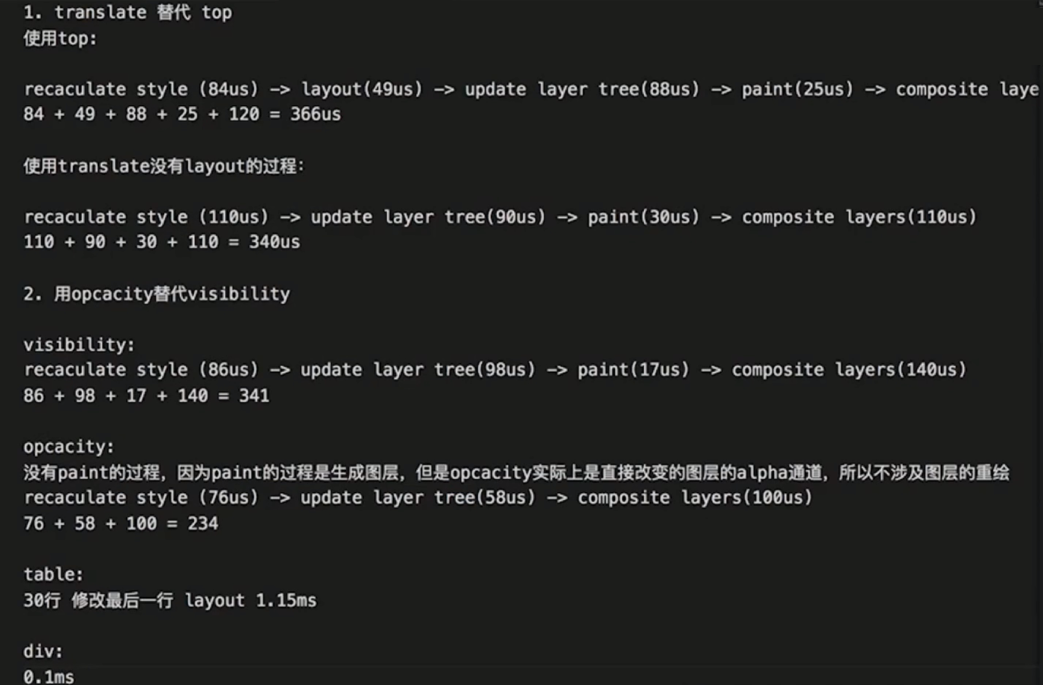 1. translate 替代 top
使用top:
recaculate style (84us) -> layout(49us) -> update layer tree(88us) -> paint(25us) -> composite laye
84 + 49 + 88 + 25 + 120 = 366us
使用translate没有layout的过程:
recaculate style (110us) -> update layer tree(90us) -> paint(30us) -> composite layers(110us)
110 + 90 + 30 + 110 = 340us
2. 用opcacity替代visibility
visibility:
recaculate style (86us) -> update layer tree(98us) -> paint(17us) -> composite layers(140us)
86 + 98 + 17 + 140 = 341
opcacity:
没有paint的过程，因为paint的过程是生成图层，但是opcacity实际上是直接改变的图层的alpha通道，所以不涉及图层的重绘
recaculate style (76us) -> update layer tree(58us) -> composite layers(100us)
76 + 58 + 100 = 234
table:
30行 修改最后一行 layout 1.15ms
div:
0.1ms